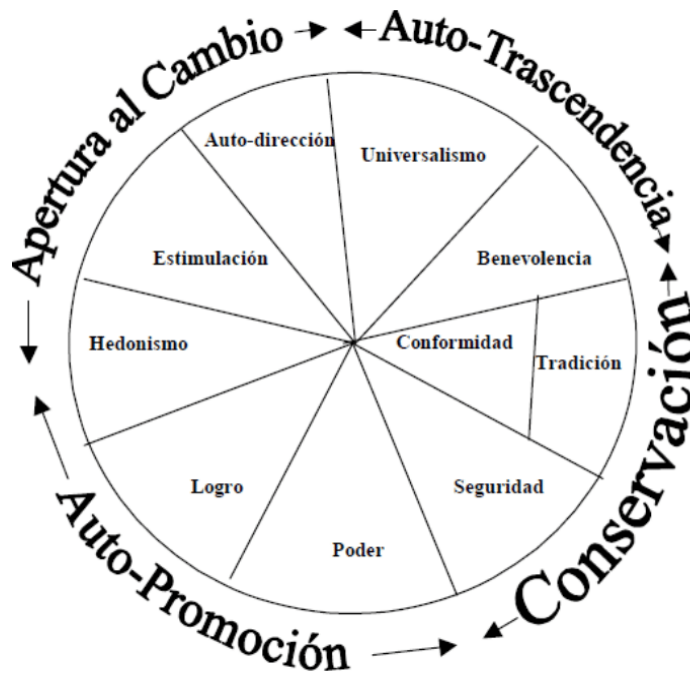 Apertura al Cambio
Auto-Trascendencia
Auto-dirección
Universalismo
Estimulación
Benevolencia
Hedonismo
Conformidad
Tradición
Logro
Seguridad
Poder
Auto-Promoción
Conservación